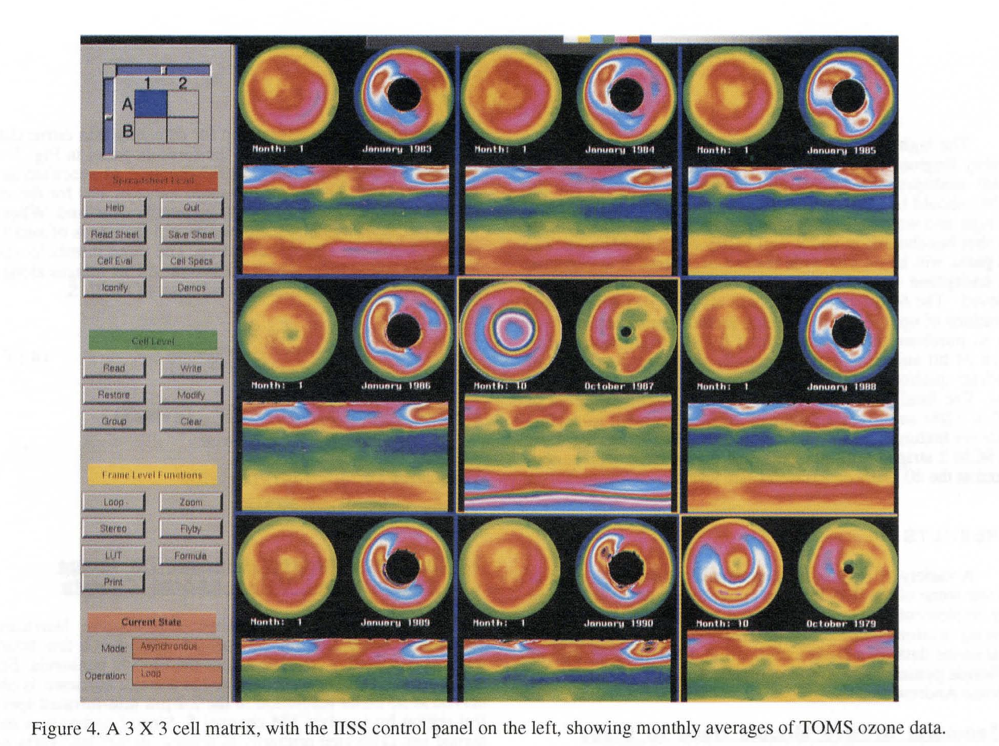 1 2
A
B
Spreadsheet Level
Help Quit
Read Sheet Save Sheet
Cell Eval Cell Specs
Iconify Demos
Cell Level
Read Write
Restore Modify
Group Clear
Frame Level Functions
Loop Zoom
Stereo Flyby
LUT Formula
Print
Current State
Mode: Asynchronous
Operation: Loop
Month: 1 January 1983
Month: 1 January 1984
Month: 1 January 1985
Month: 1 January 1986
Month: 10 October 1987
Month: 1 January 1988
Month: 1 January 1989
Month: 1 January 1990
Month: 10 October 1979
Figure 4. A 3 X 3 cell matrix, with the IISS control panel on the left, showing monthly averages of TOMS ozone data.